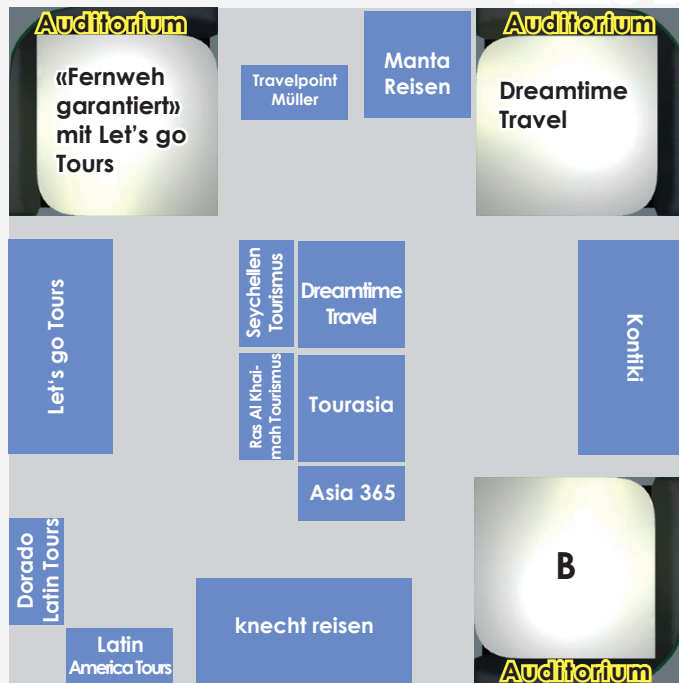 Auditorium
«Fernweh
garantiert»
mit Let's go
Tours
Travelpoint
Müller
Manta
Reisen
Auditorium
Dreamtime
Travel
Let's go Tours
Seychellen
Tourismus
Dreamtime
Travel
Kontiki
Ras Al Khai-
mah Tourismus
Tourasia
Asia 365
Dorado
Latin Tours
Latin
America Tours
knecht reisen
B
Auditorium